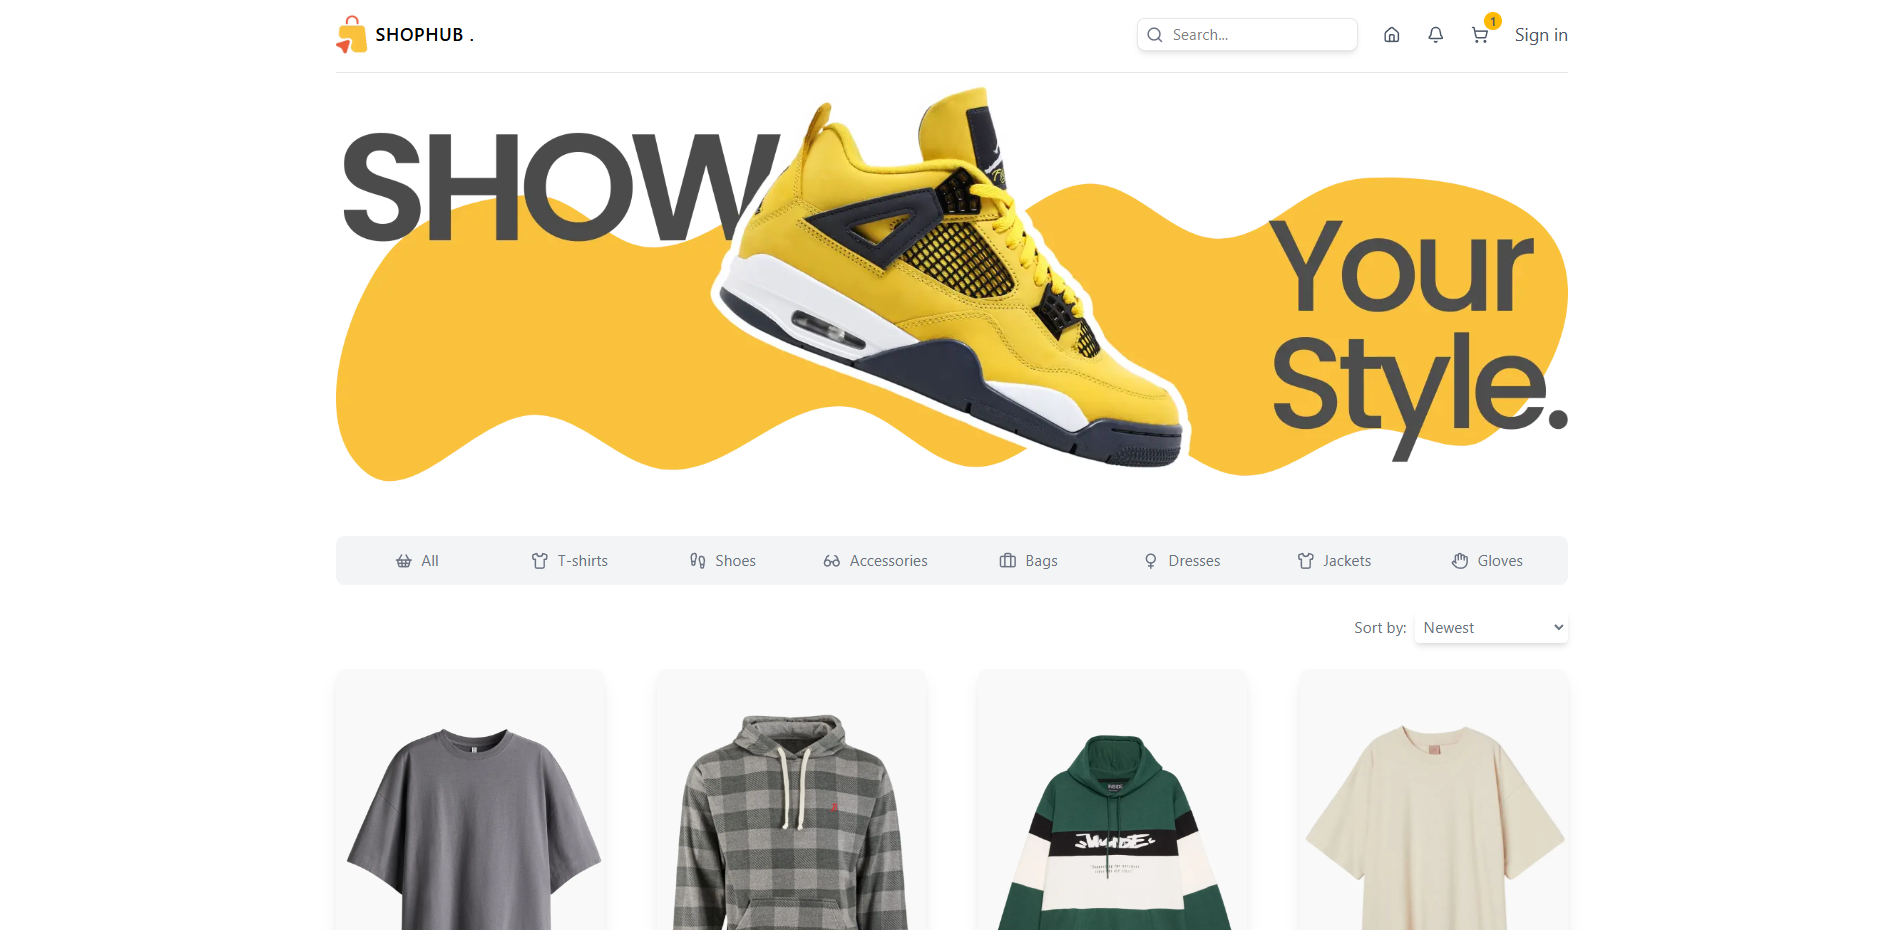 SHOPHUB .
Search...
1
Sign in
SHOW
Your
Style.
All
T-shirts
Shoes
Accessories
Bags
Dresses
Jackets
Gloves
Sort by:
Newest